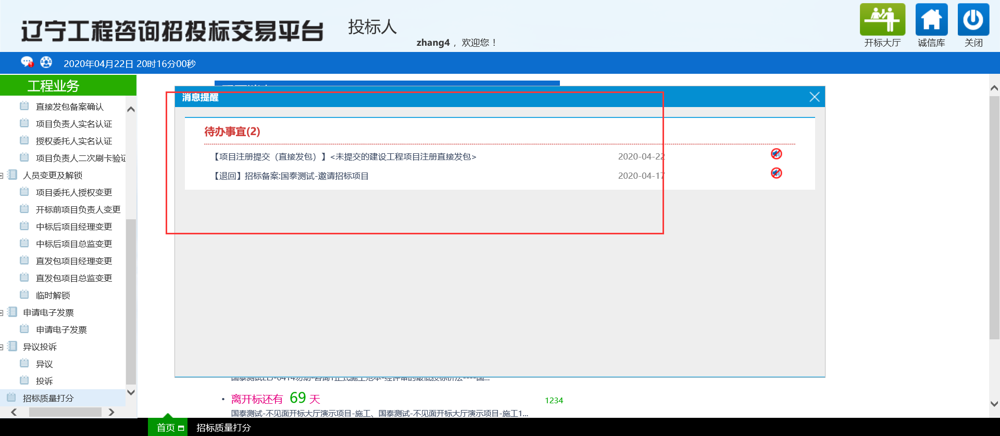 辽宁工程咨询招投标交易平台
投标人
zhang4 ， 欢迎您！
开标大厅
诚信库
关闭
2020年04月22日 20时16分00秒
工程业务
直接发包备案确认
项目负责人实名认证
授权委托人实名认证
项目负责人二次刷卡验证
人员变更及解锁
项目委托人授权变更
开标前项目负责人变更
中标后项目经理变更
中标后项目总监变更
直发包项目经理变更
直发包项目总监变更
临时解锁
申请电子发票
申请电子发票
异议投诉
异议
投诉
招标质量打分
消息提醒
待办事宜(2)
【项目注册提交（直接发包）】<未提交的建设工程项目注册直接发包> 2020-04-22
【退回】招标备案:国泰测试-邀请招标项目 2020-04-17
离开标还有 69 天 1234
国泰测试-不见面开标大厅演示项目-施工、国泰测试-不见面开标大厅演示项目-施工1...
首页
招标质量打分